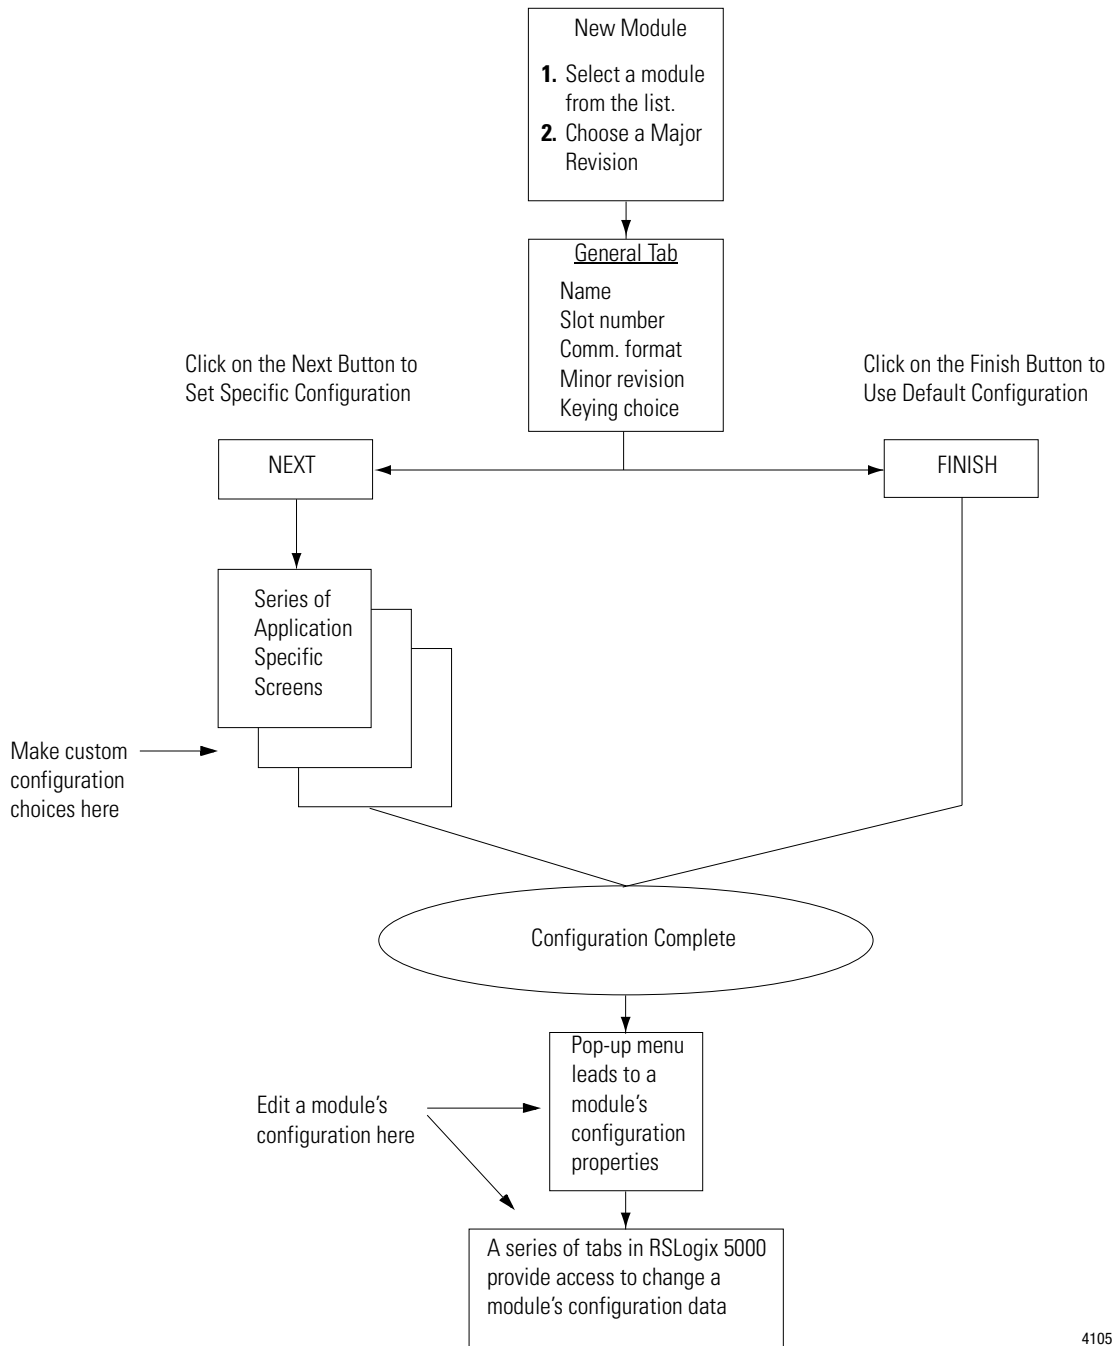 New Module
1. Select a module
from the list.
2. Choose a Major
Revision
General Tab
Name
Slot number
Comm. format
Minor revision
Keying choice
Click on the Next Button to
Set Specific Configuration
Click on the Finish Button to
Use Default Configuration
NEXT
FINISH
Series of
Application
Specific
Screens
Make custom
configuration
choices here
Configuration Complete
Pop-up menu
leads to a
module's
configuration
properties
Edit a module's
configuration here
A series of tabs in RSLogix 5000
provide access to change a
module's configuration data
4105